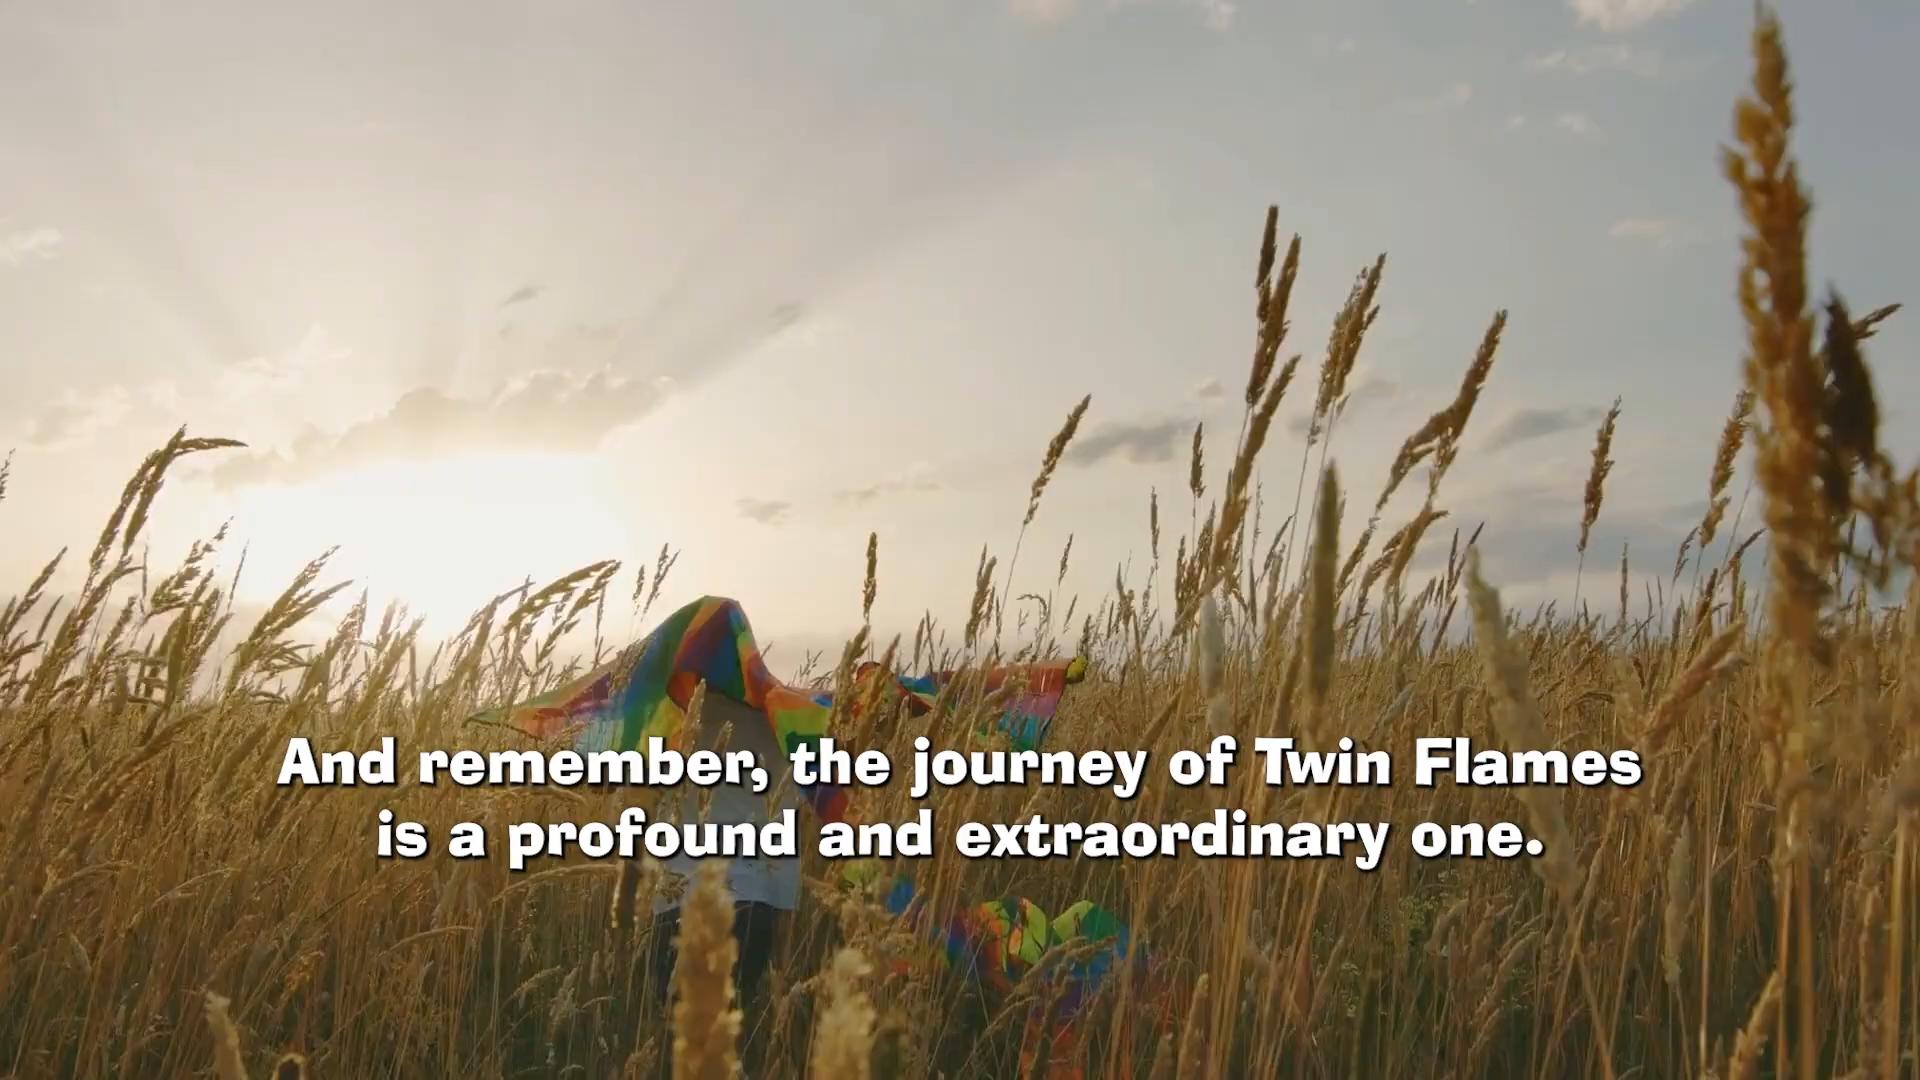 And remember, the journey of Twin Flames
is a profound and extraordinary one.